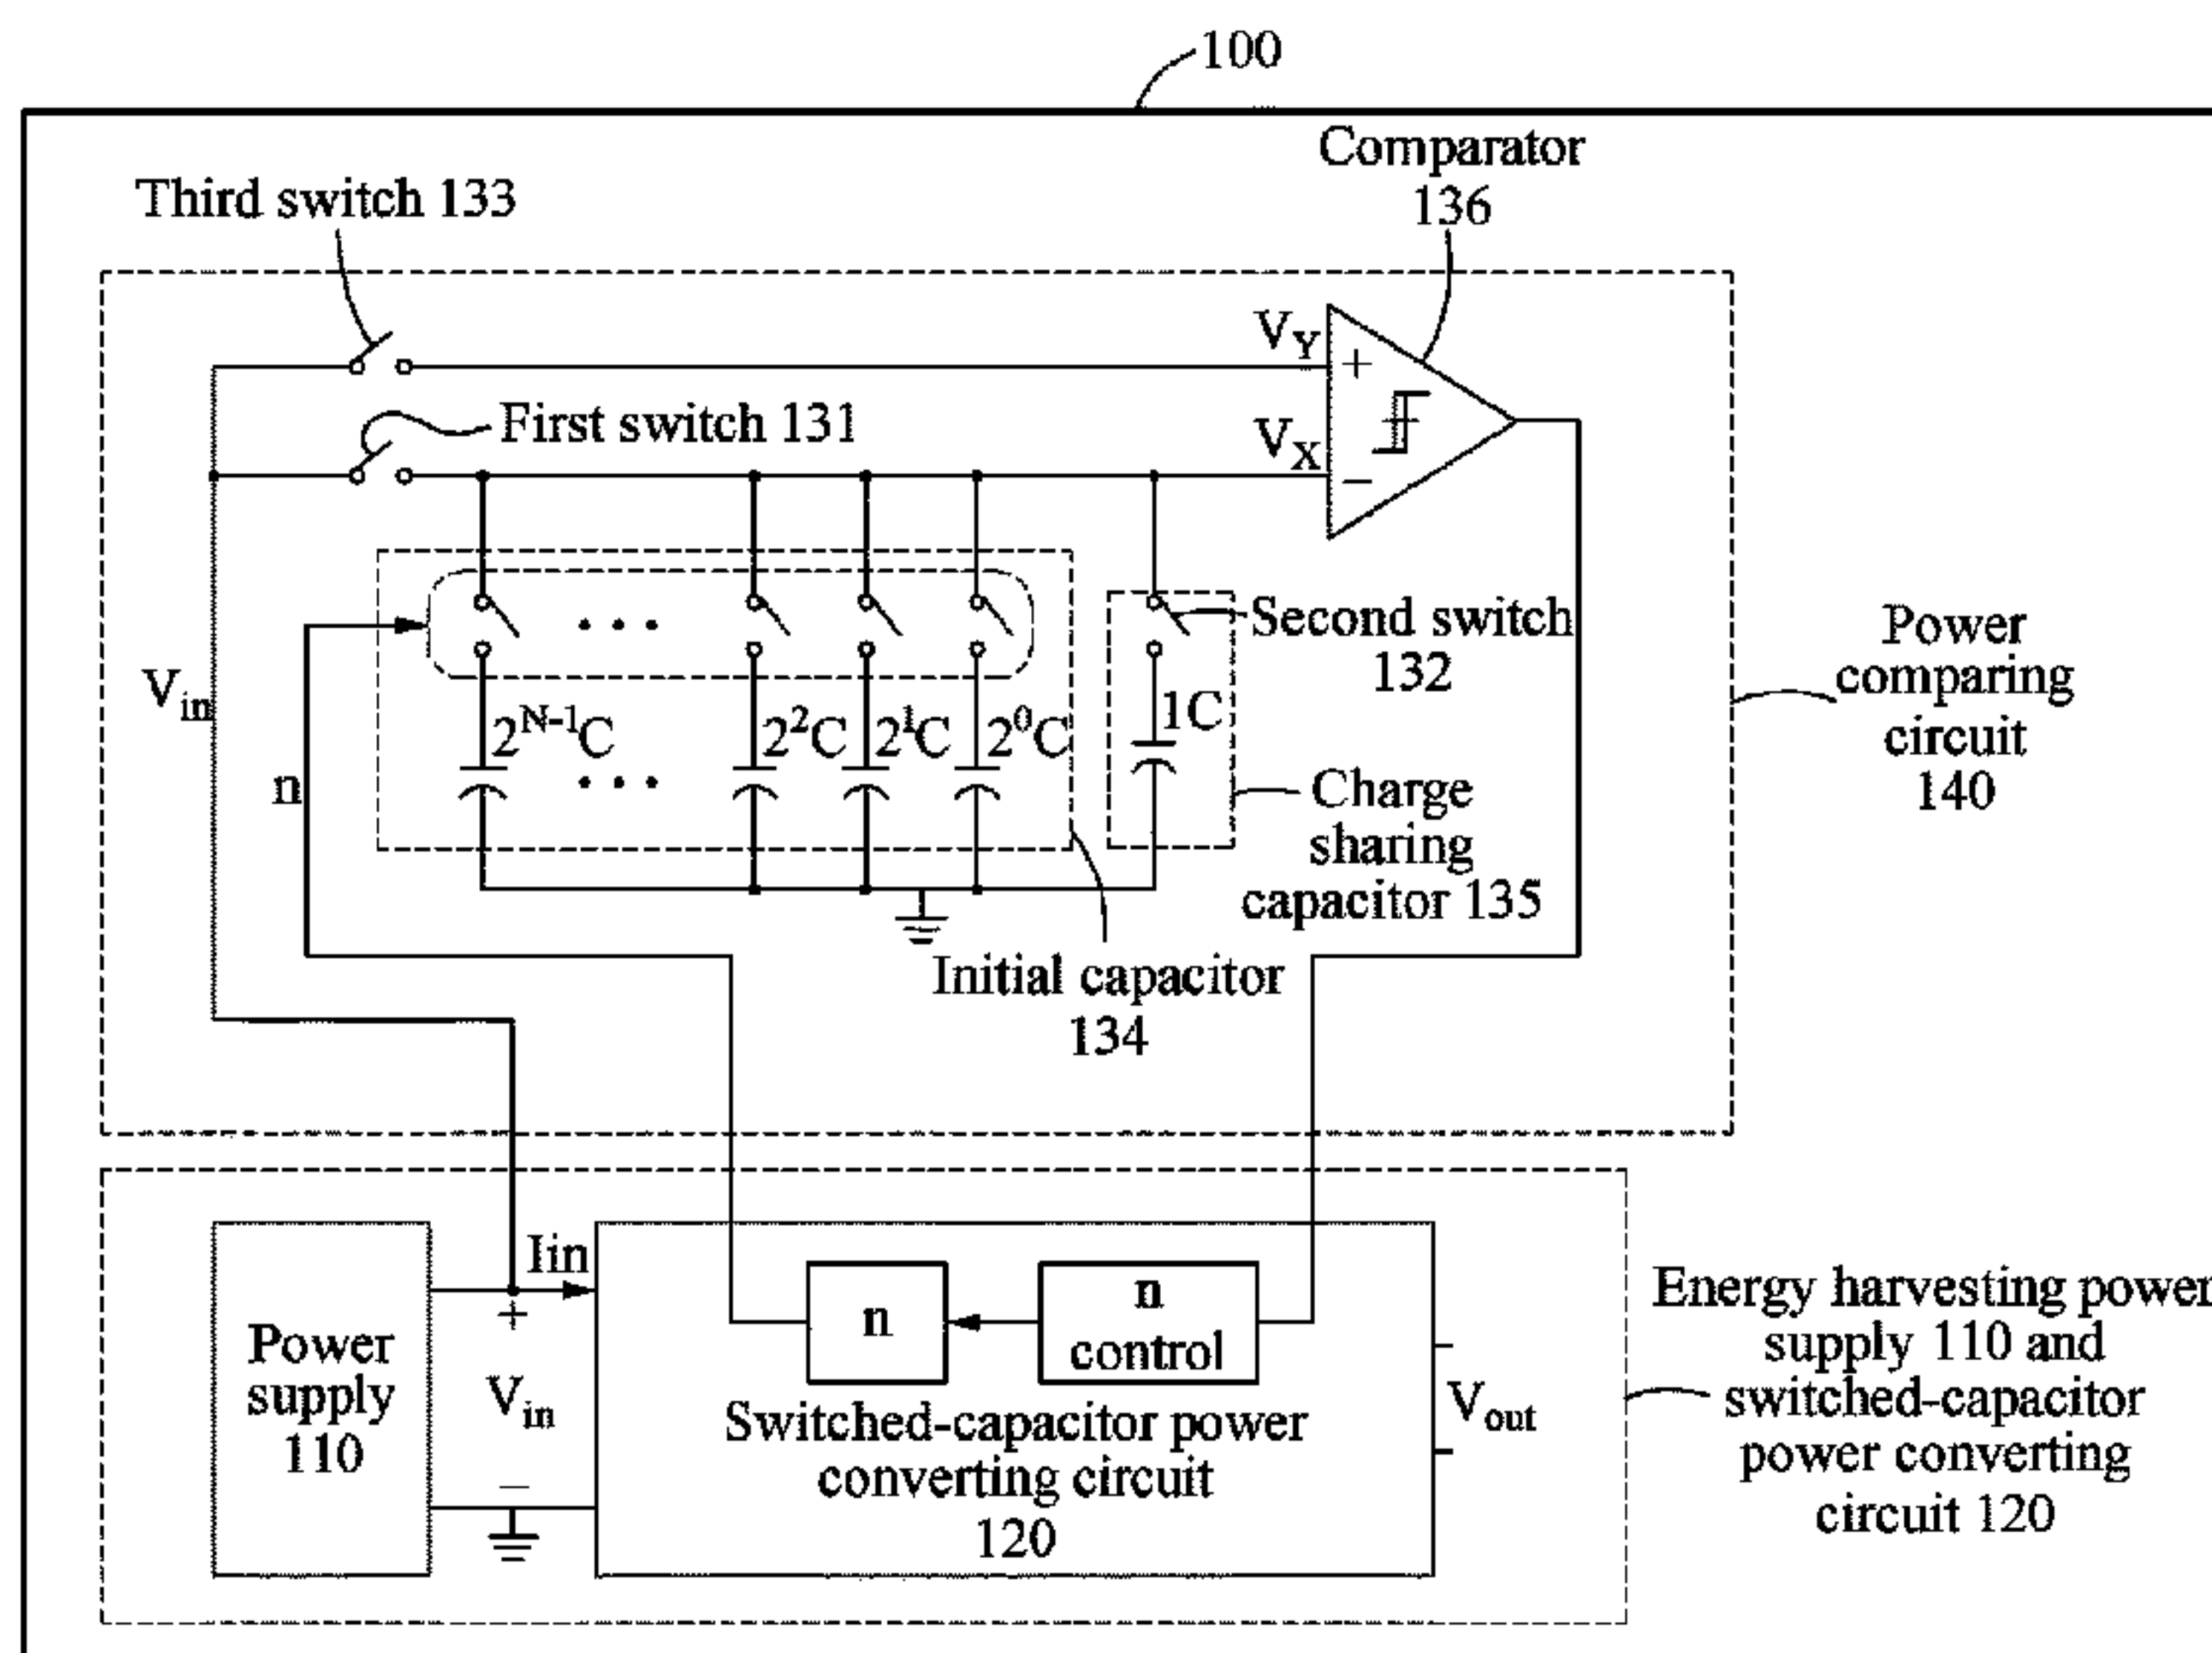 100
Comparator
136
Third switch 133
V_Y
+
First switch 131
V_X
−
Second switch
132
Power
comparing
circuit
140
V_in
2^{N-1}C
2^2C
2^1C
2^0C
1C
n
Charge
sharing
capacitor 135
Initial capacitor
134
Iin
+
V_in
−
Power
supply
110
n
n
control
Switched-capacitor power
converting circuit
120
V_out
Energy harvesting power
supply 110 and
switched-capacitor
power converting
circuit 120